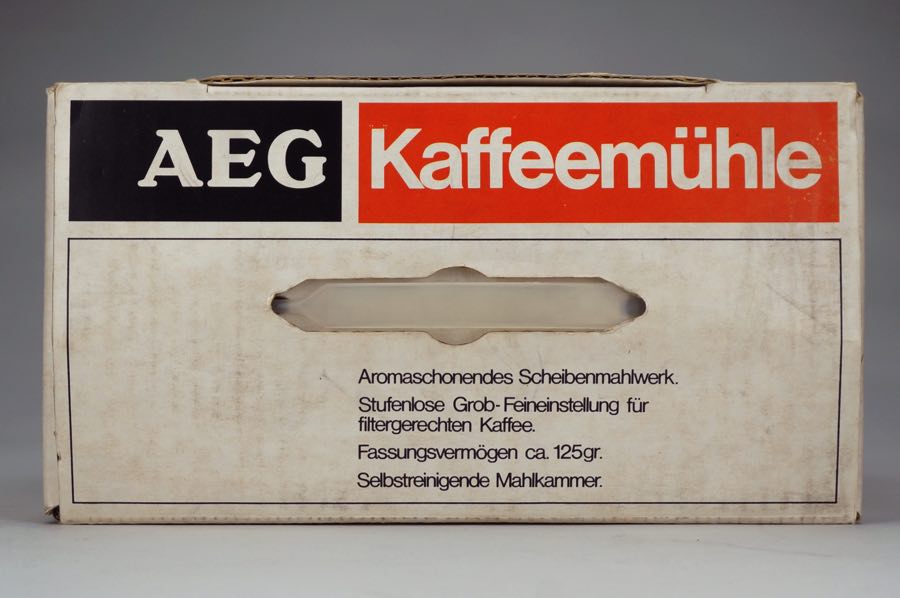 AEG Kaffeemühle
Aromaschonendes Scheibenmahlwerk.
Stufenlose Grob-Feineinstellung für
filtergerechten Kaffee.
Fassungsvermögen ca. 125gr.
Selbstreinigende Mahlkammer.